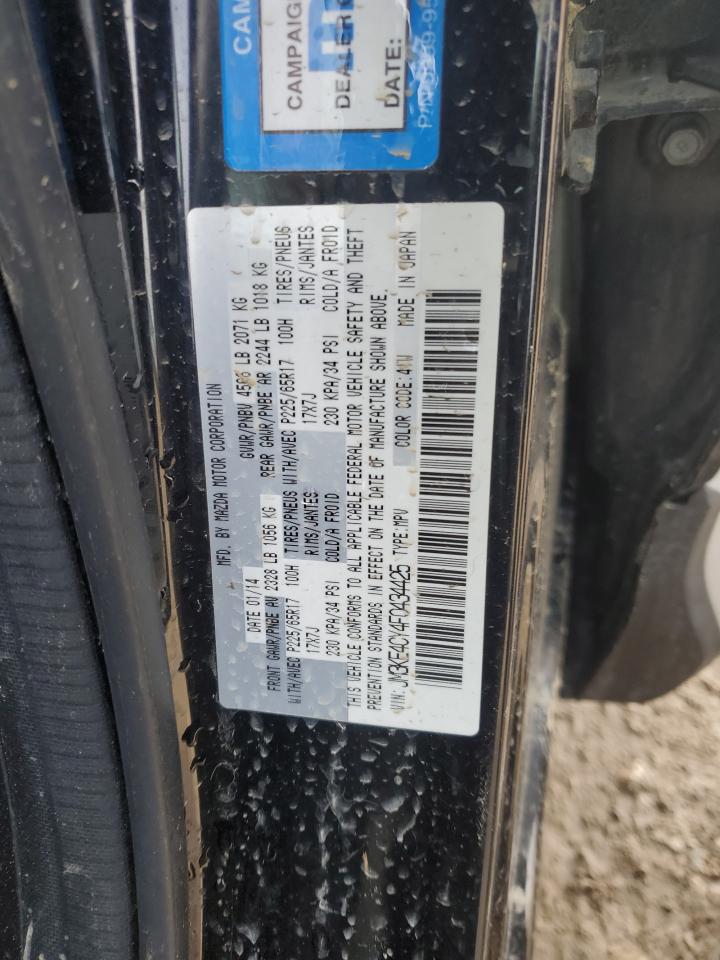 CAM
CAMPAIG
DEALER C
DATE:
MFD. BY MAZDA MOTOR CORPORATION
DATE 01/14 GVWR/PNBV 4566 LB 2071 KG
FRONT GAWR/PNBE AV 2328 LB 1056 KG REAR GAWR/PNBE AR 2244 LB 1018 KG
WITH/AVEC P225/65R17 100H TIRES/PNEUS WITH/AVEC P225/65R17 100H TIRES/PNEUS
17X7J RIMS/JANTES 17X7J RIMS/JANTES
230 KPA/34 PSI COLD/A FROID 230 KPA/34 PSI COLD/A FROID
THIS VEHICLE CONFORMS TO ALL APPLICABLE FEDERAL MOTOR VEHICLE SAFETY AND THEFT
PREVENTION STANDARDS IN EFFECT ON THE DATE OF MANUFACTURE SHOWN ABOVE.
COLOR CODE:41W MADE IN JAPAN
VIN: JM3KE4CY4F0434425 TYPE:MPV